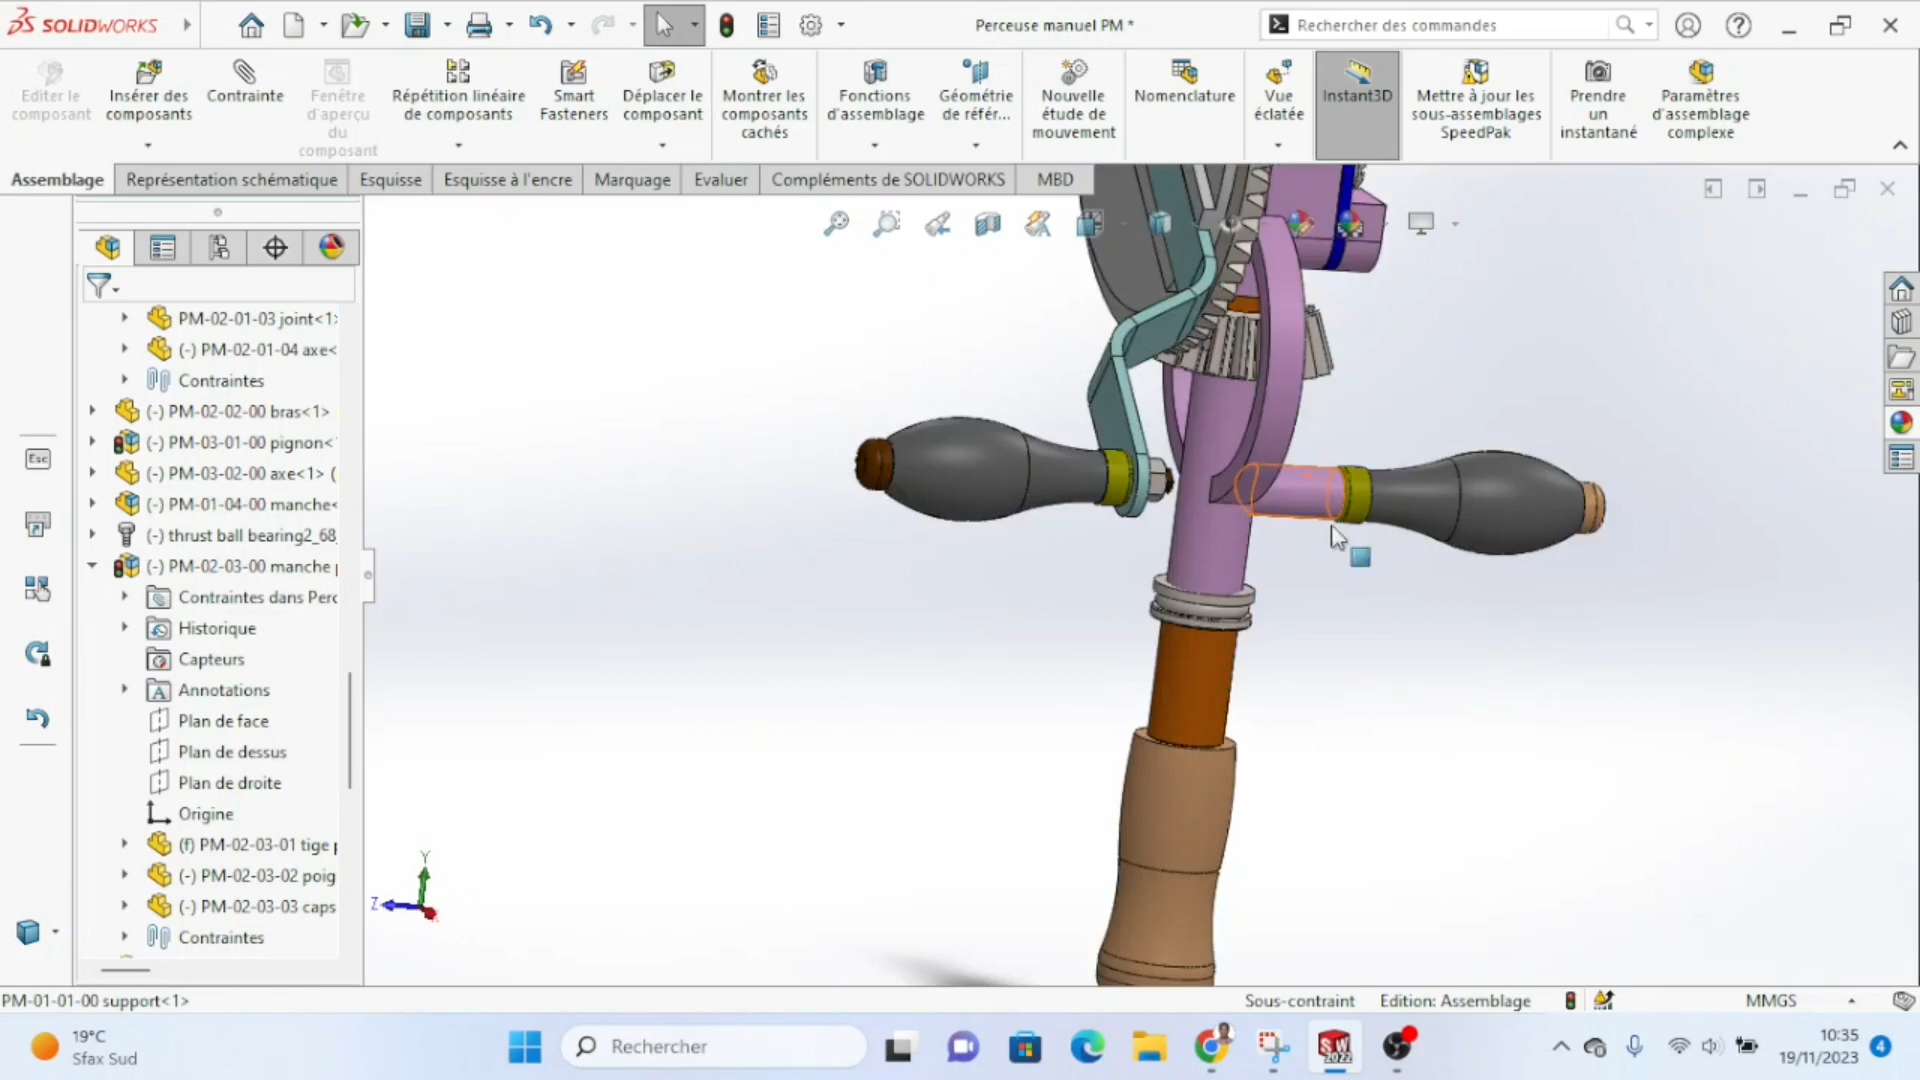 SOLIDWORKS
Perceuse manuel PM *
Rechercher des commandes
Editer le
composant
Insérer des
composants
Contrainte
Fenêtre
d'aperçu
du
composant
Répétition linéaire
de composants
Smart
Fasteners
Déplacer le
composant
Montrer les
composants
cachés
Fonctions
d'assemblage
Géométrie
de référ...
Nouvelle
étude de
mouvement
Nomenclature
Vue
éclatée
Instant3D
Mettre à jour les
sous-assemblages
SpeedPak
Prendre
un
instantané
Paramètres
d'assemblage
complexe
Assemblage
Représentation schématique
Esquisse
Esquisse à l'encre
Marquage
Evaluer
Compléments de SOLIDWORKS
MBD
PM-02-01-03 joint<1>
(-) PM-02-01-04 axe<
Contraintes
(-) PM-02-02-00 bras<1>
(-) PM-03-01-00 pignon<
(-) PM-03-02-00 axe<1> (
(-) PM-01-04-00 manche<
(-) thrust ball bearing2_68
(-) PM-02-03-00 manche
Contraintes dans Perc
Historique
Capteurs
Annotations
Plan de face
Plan de dessus
Plan de droite
Origine
(f) PM-02-03-01 tige
(-) PM-02-03-02 poig
(-) PM-02-03-03 caps
Contraintes
Esc
Y
Z
PM-01-01-00 support<1>
Sous-contraint
Edition: Assemblage
MMGS
19°C
Sfax Sud
Rechercher
SW
2022
10:35
19/11/2023
4